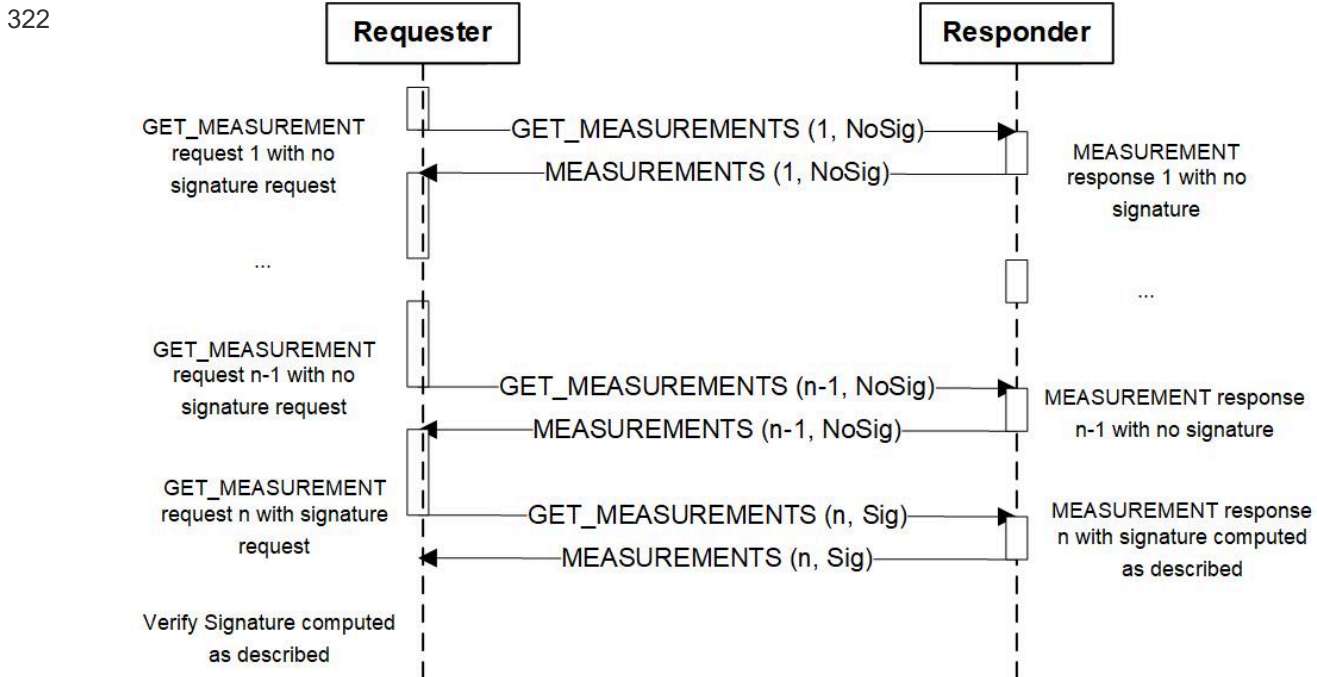 322
Requester
Responder
GET_MEASUREMENT
request 1 with no
signature request
GET_MEASUREMENTS (1, NoSig)
MEASUREMENTS (1, NoSig)
MEASUREMENT
response 1 with no
signature
...
...
GET_MEASUREMENT
request n-1 with no
signature request
GET_MEASUREMENTS (n-1, NoSig)
MEASUREMENTS (n-1, NoSig)
MEASUREMENT response
n-1 with no signature
GET_MEASUREMENT
request n with signature
request
GET_MEASUREMENTS (n, Sig)
MEASUREMENTS (n, Sig)
MEASUREMENT response
n with signature computed
as described
Verify Signature computed
as described